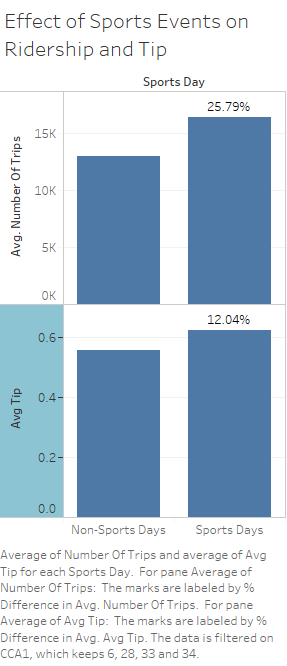 Effect of Sports Events on
Ridership and Tip
Sports Day
25.79%
Avg. Number Of Trips
15K
10K
5K
0K
12.04%
Avg Tip
0.6
0.4
0.2
0.0
Non-Sports Days Sports Days
Average of Number Of Trips and average of Avg
Tip for each Sports Day.  For pane Average of
Number Of Trips:  The marks are labeled by %
Difference in Avg. Number Of Trips.  For pane
Average of Avg Tip:  The marks are labeled by %
Difference in Avg. Avg Tip. The data is filtered on
CCA1, which keeps 6, 28, 33 and 34.